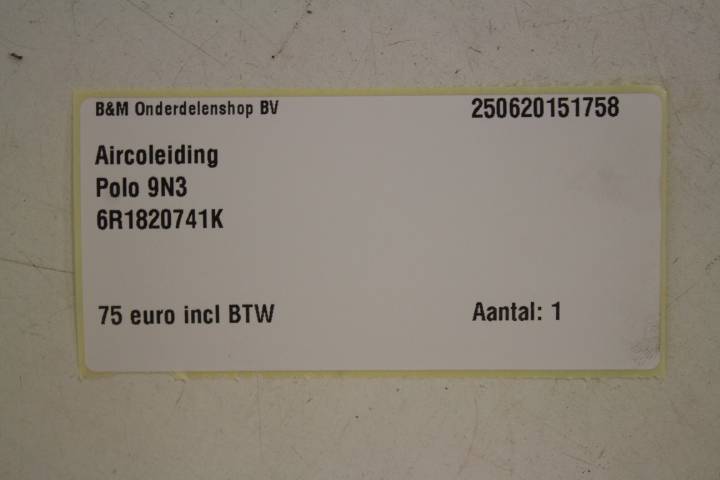 B&M Onderdelenshop BV 250620151758
Aircoleiding
Polo 9N3
6R1820741K
75 euro incl BTW Aantal: 1